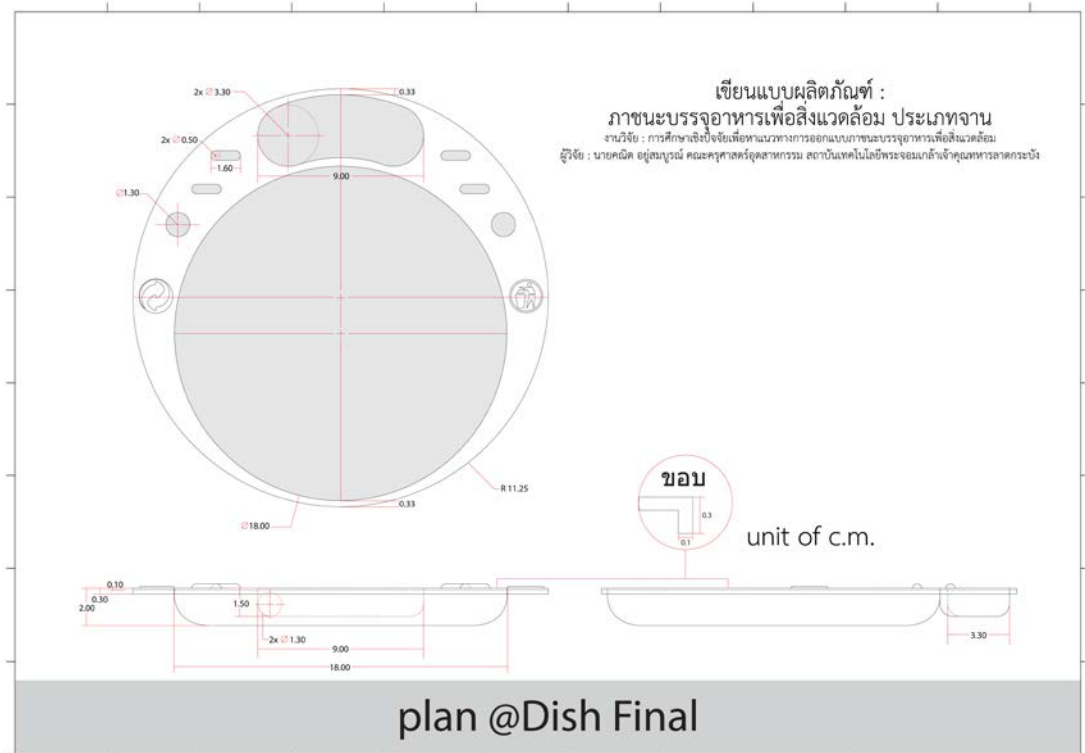 เขียนแบบผลิตภัณฑ์ :
ภาชนะบรรจุอาหารเพื่อสิ่งแวดล้อม ประเภทจาน
งานวิจัย : การศึกษาเชิงปัจจัยเพื่อหาแนวทางการออกแบบภาชนะบรรจุอาหารเพื่อสิ่งแวดล้อม
ผู้วิจัย : นายคณิต อยู่สมบูรณ์ คณะครุศาสตร์อุตสาหกรรม สถาบันเทคโนโลยีพระจอมเกล้าเจ้าคุณทหารลาดกระบัง
2x ∅ 3.30
0.33
2x ∅ 0.50
1.60
9.00
∅1.30
R 11.25
0.33
∅18.00
ขอบ
0.3
0.1
unit of c.m.
0.10
0.30
2.00
1.50
2x ∅ 1.30
9.00
18.00
3.30
plan @Dish Final